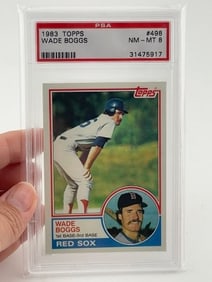 PSA
1983 TOPPS #498
WADE BOGGS NM - MT 8
31475917
Topps
WADE
BOGGS
1st BASE-3rd BASE
RED SOX
B